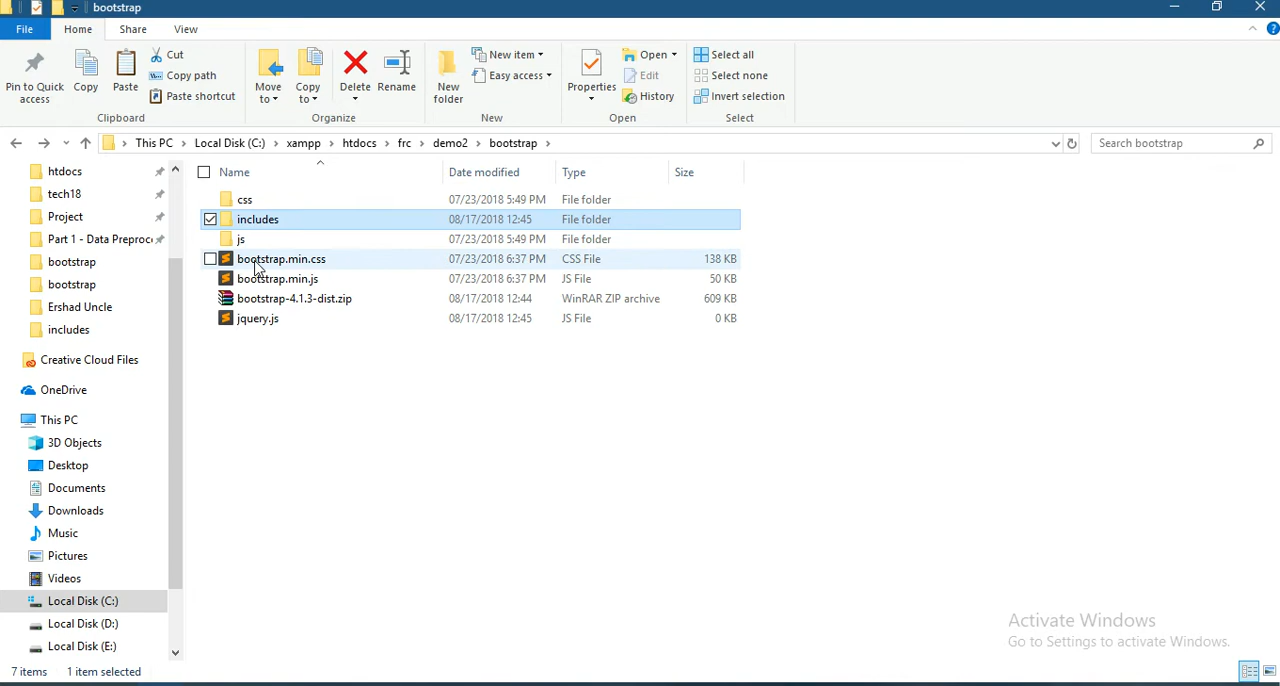 bootstrap
File Home Share View
Pin to Quick access
Copy
Paste
Cut
Copy path
Paste shortcut
Clipboard
Move to
Copy to
Delete
Rename
Organize
New folder
New item
Easy access
New
Properties
Open
Edit
History
Open
Select all
Select none
Invert selection
Select
This PC Local Disk (C:) xampp htdocs frc demo2 bootstrap
Search bootstrap
htdocs
tech18
Project
Part 1 - Data Preproc
bootstrap
bootstrap
Ershad Uncle
includes
Creative Cloud Files
OneDrive
This PC
3D Objects
Desktop
Documents
Downloads
Music
Pictures
Videos
Local Disk (C:)
Local Disk (D:)
Local Disk (E:)
Name Date modified Type Size
css 07/23/2018 5:49 PM File folder
includes 08/17/2018 12:45 File folder
js 07/23/2018 5:49 PM File folder
bootstrap.min.css 07/23/2018 6:37 PM CSS File 138 KB
bootstrap.min.js 07/23/2018 6:37 PM JS File 50 KB
bootstrap-4.1.3-dist.zip 08/17/2018 12:44 WinRAR ZIP archive 609 KB
jquery.js 08/17/2018 12:45 JS File 0 KB
Activate Windows
Go to Settings to activate Windows.
7 items 1 item selected